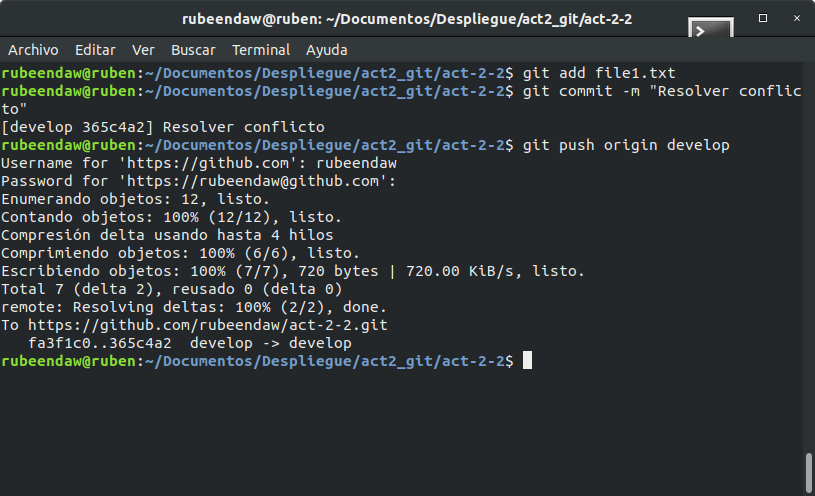 rubeendaw@ruben: ~/Documentos/Despliegue/act2_git/act-2-2
Archivo Editar Ver Buscar Terminal Ayuda
rubeendaw@ruben:~/Documentos/Despliegue/act2_git/act-2-2$ git add file1.txt
rubeendaw@ruben:~/Documentos/Despliegue/act2_git/act-2-2$ git commit -m "Resolver conflic
to"
[develop 365c4a2] Resolver conflicto
rubeendaw@ruben:~/Documentos/Despliegue/act2_git/act-2-2$ git push origin develop
Username for 'https://github.com': rubeendaw
Password for 'https://rubeendaw@github.com':
Enumerando objetos: 12, listo.
Contando objetos: 100% (12/12), listo.
Compresión delta usando hasta 4 hilos
Comprimiendo objetos: 100% (6/6), listo.
Escribiendo objetos: 100% (7/7), 720 bytes | 720.00 KiB/s, listo.
Total 7 (delta 2), reusado 0 (delta 0)
remote: Resolving deltas: 100% (2/2), done.
To https://github.com/rubeendaw/act-2-2.git
   fa3f1c0..365c4a2  develop -> develop
rubeendaw@ruben:~/Documentos/Despliegue/act2_git/act-2-2$